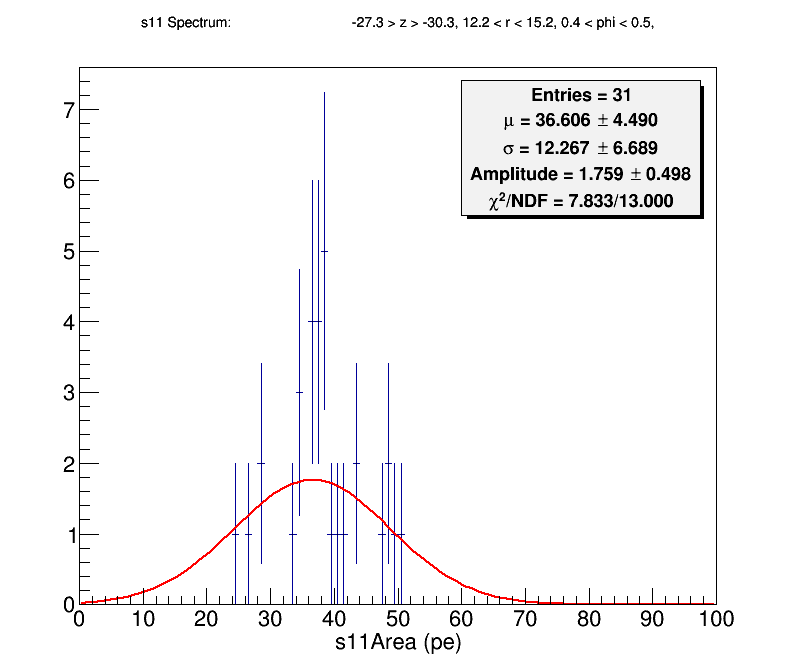 s11 Spectrum: -27.3 > z > -30.3, 12.2 < r < 15.2, 0.4 < phi < 0.5,
Entries = 31
μ = 36.606 ± 4.490
σ = 12.267 ± 6.689
Amplitude = 1.759 ± 0.498
χ²/NDF = 7.833/13.000
7
6
5
4
3
2
1
0
0 10 20 30 40 50 60 70 80 90 100
s11Area (pe)